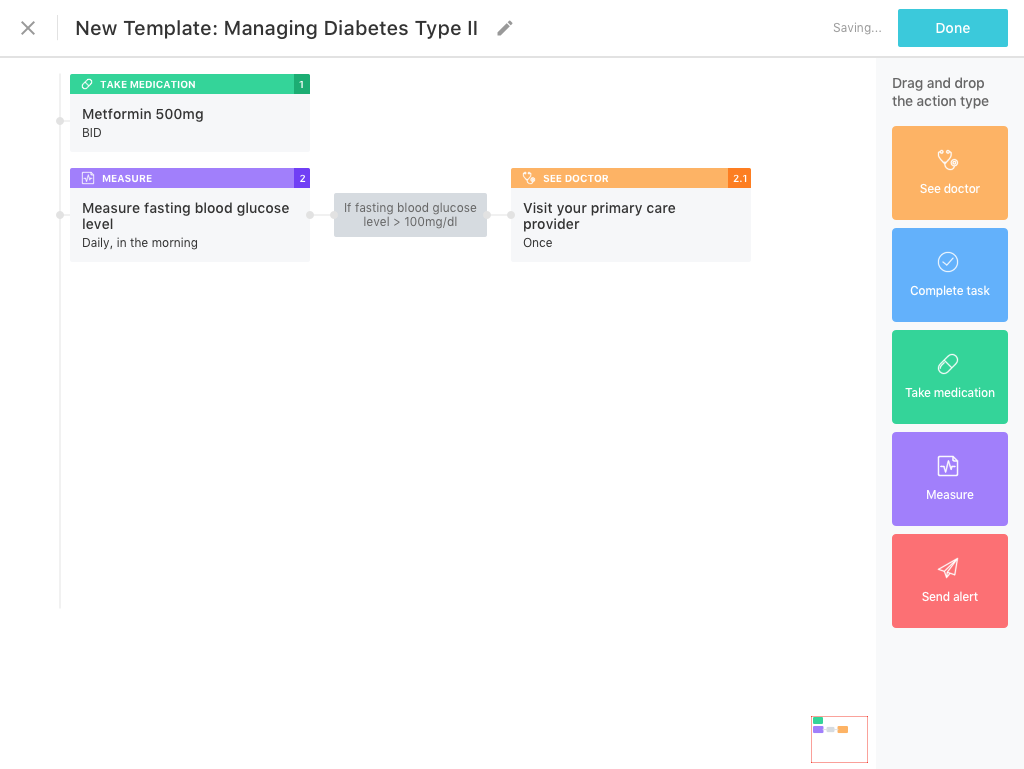 New Template: Managing Diabetes Type II
Saving...
Done
TAKE MEDICATION
1
Metformin 500mg
BID
MEASURE
2
Measure fasting blood glucose
level
Daily, in the morning
If fasting blood glucose
level > 100mg/dl
SEE DOCTOR
2.1
Visit your primary care
provider
Once
Drag and drop
the action type
See doctor
Complete task
Take medication
Measure
Send alert